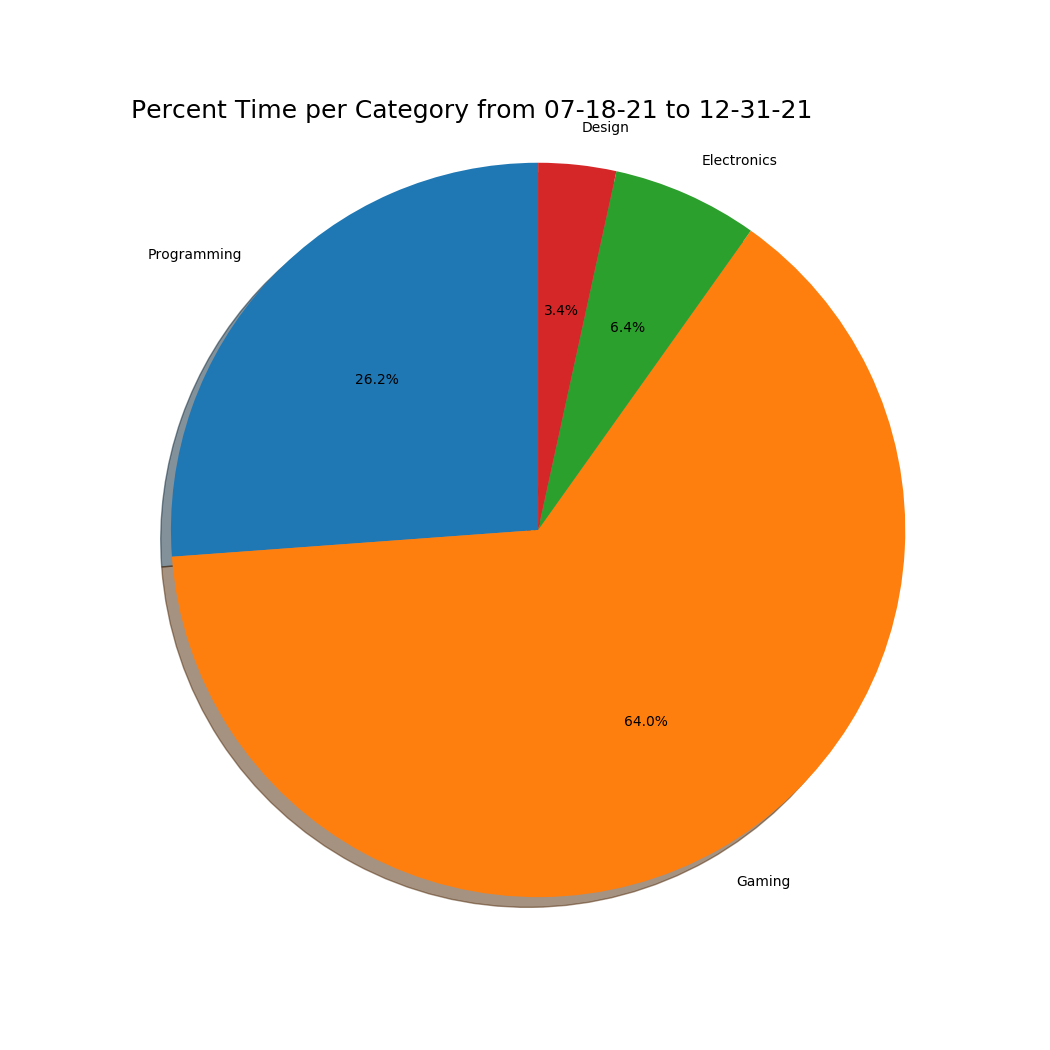 Percent Time per Category from 07-18-21 to 12-31-21
Design
Electronics
Programming
3.4%
6.4%
26.2%
64.0%
Gaming